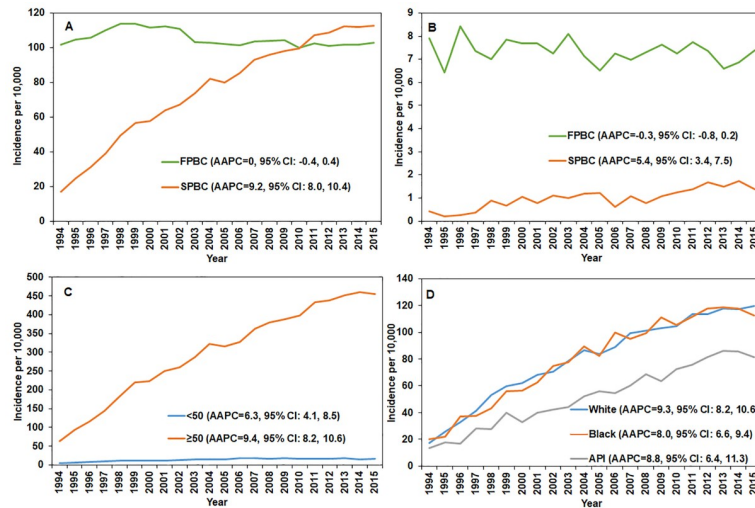 A
Incidence per 10,000
120
100
80
60
40
20
0
FPBC (AAPC=0, 95% CI: -0.4, 0.4)
SPBC (AAPC=9.2, 95% CI: 8.0, 10.4)
1994 1995 1996 1997 1998 1999 2000 2001 2002 2003 2004 2005 2006 2007 2008 2009 2010 2011 2012 2013 2014 2015
Year
B
Incidence per 10,000
9
8
7
6
5
4
3
2
1
0
FPBC (AAPC=-0.3, 95% CI: -0.8, 0.2)
SPBC (AAPC=5.4, 95% CI: 3.4, 7.5)
1994 1995 1996 1997 1998 1999 2000 2001 2002 2003 2004 2005 2006 2007 2008 2009 2010 2011 2012 2013 2014 2015
Year
C
Incidence per 10,000
500
450
400
350
300
250
200
150
100
50
0
<50 (AAPC=6.3, 95% CI: 4.1, 8.5)
≥50 (AAPC=9.4, 95% CI: 8.2, 10.6)
1994 1995 1996 1997 1998 1999 2000 2001 2002 2003 2004 2005 2006 2007 2008 2009 2010 2011 2012 2013 2014 2015
Year
D
Incidence per 10,000
140
120
100
80
60
40
20
0
White (AAPC=9.3, 95% CI: 8.2, 10.6
Black (AAPC=8.0, 95% CI: 6.6, 9.4)
API (AAPC=8.8, 95% CI: 6.4, 11.3)
1994 1995 1996 1997 1998 1999 2000 2001 2002 2003 2004 2005 2006 2007 2008 2009 2010 2011 2012 2013 2014 2015
Year